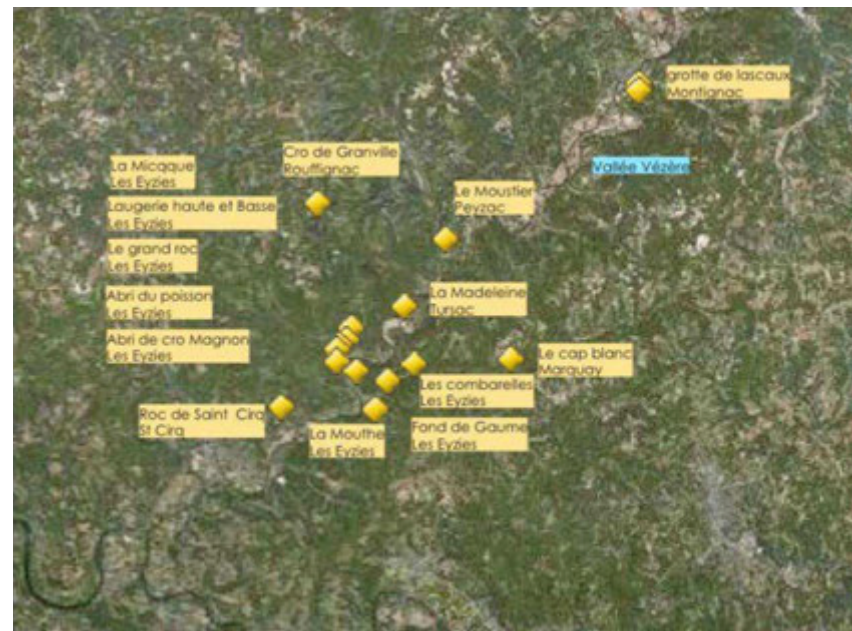 grotte de lascaux
Montignac
Vallée Vézère
Cro de Granville
Rouffignac
La Micqque
Les Eyzies
Laugerie haute et Basse
Les Eyzies
Le Moustier
Peyzac
Le grand roc
Les Eyzies
Abri du poisson
Les Eyzies
La Madeleine
Tursac
Abri de cro Magnon
Les Eyzies
Le cap blanc
Marquay
Les combarelles
Les Eyzies
Roc de Saint Cirq
St Cirq
La Mouthe
Les Eyzies
Fond de Gaume
Les Eyzies